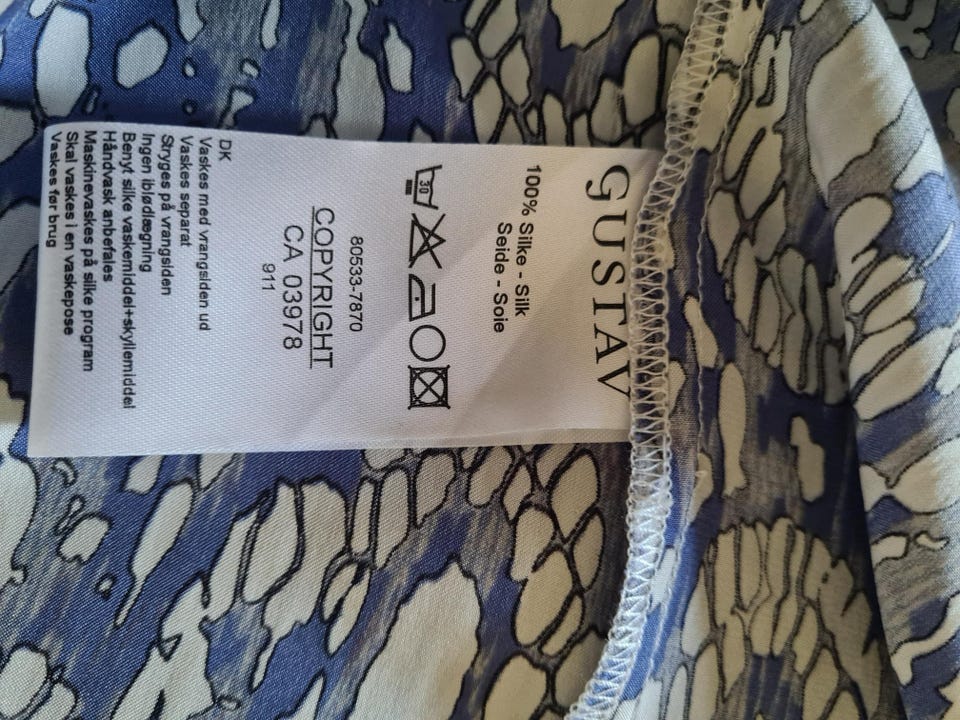 GUSTAV
100% Silke - Silk
Seide - Soie
30
80533-7870
COPYRIGHT
CA 03978
911
DK
Vaskes med vrangsiden ud
Vaskes separat
Stryges på vrangsiden
Ingen iblødlægning
Benyt silke vaskemiddel+skyllemiddel
Håndvask anbefales
Maskinevaskes på silke program
Skal vaskes i en vaskepose
Vaskes før brug